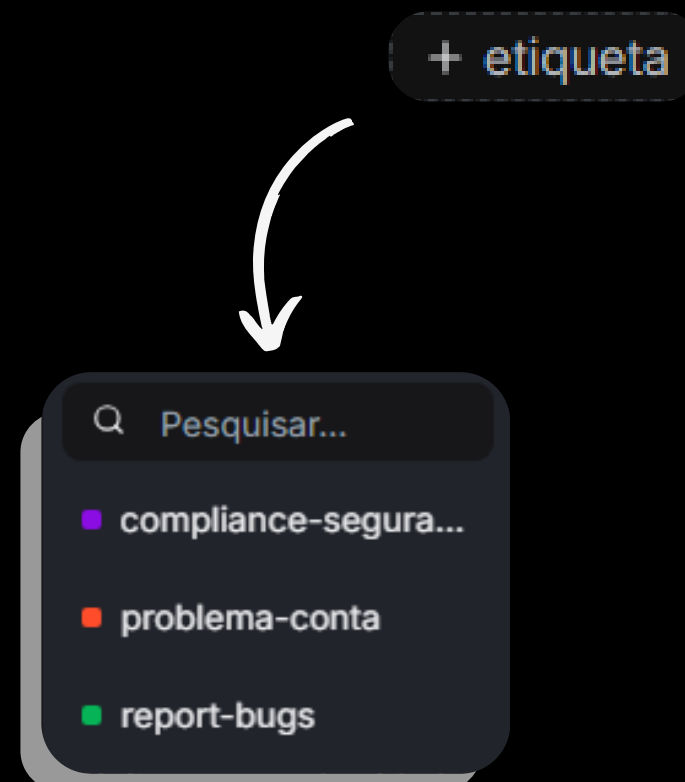 + etiqueta
Pesquisar...
compliance-segura...
problema-conta
report-bugs